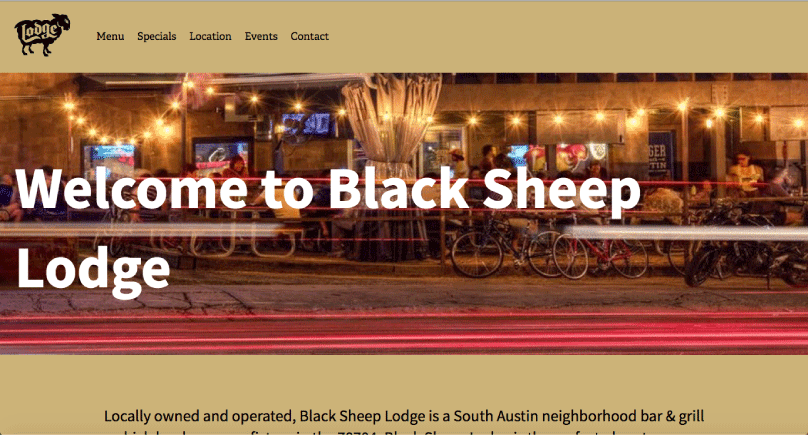 Lodge
Menu Specials Location Events Contact
Welcome to Black Sheep
Lodge
Locally owned and operated, Black Sheep Lodge is a South Austin neighborhood bar & grill